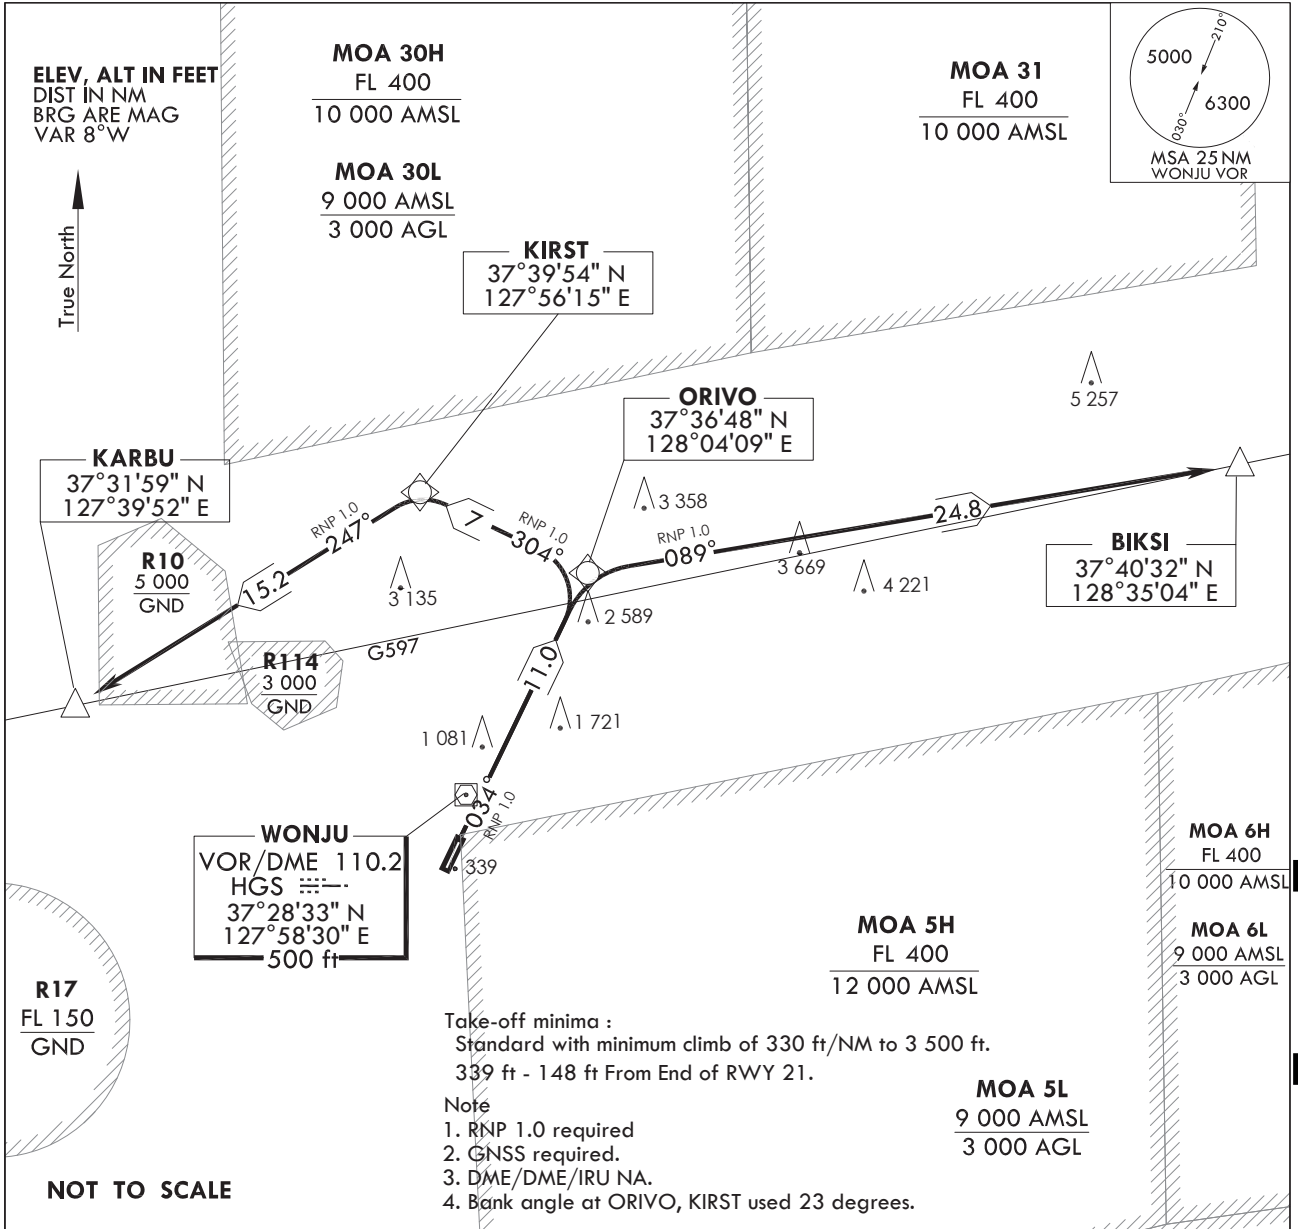 ELEV, ALT IN FEET
DIST IN NM
BRG ARE MAG
VAR 8°W
True North
MOA 30H
FL 400
10 000 AMSL
MOA 30L
9 000 AMSL
3 000 AGL
MOA 31
FL 400
10 000 AMSL
210°
5000
6300
030°
MSA 25 NM
WONJU VOR
KIRST
37°39'54" N
127°56'15" E
ORIVO
37°36'48" N
128°04'09" E
5 257
KARBU
37°31'59" N
127°39'52" E
R10
5 000
GND
RNP 1.0
247°
15.2
7
RNP 1.0
304°
3 358
RNP 1.0
089°
24.8
3 669
4 221
BIKSI
37°40'32" N
128°35'04" E
3 135
2 589
G597
R114
3 000
GND
11.0
1 081
1 721
034°
RNP 1.0
339
WONJU
VOR/DME 110.2
HGS
37°28'33" N
127°58'30" E
500 ft
MOA 6H
FL 400
10 000 AMSL
MOA 6L
9 000 AMSL
3 000 AGL
MOA 5H
FL 400
12 000 AMSL
R17
FL 150
GND
Take-off minima :
Standard with minimum climb of 330 ft/NM to 3 500 ft.
339 ft - 148 ft From End of RWY 21.
MOA 5L
9 000 AMSL
3 000 AGL
Note
1. RNP 1.0 required
2. GNSS required.
3. DME/DME/IRU NA.
4. Bank angle at ORIVO, KIRST used 23 degrees.
NOT TO SCALE